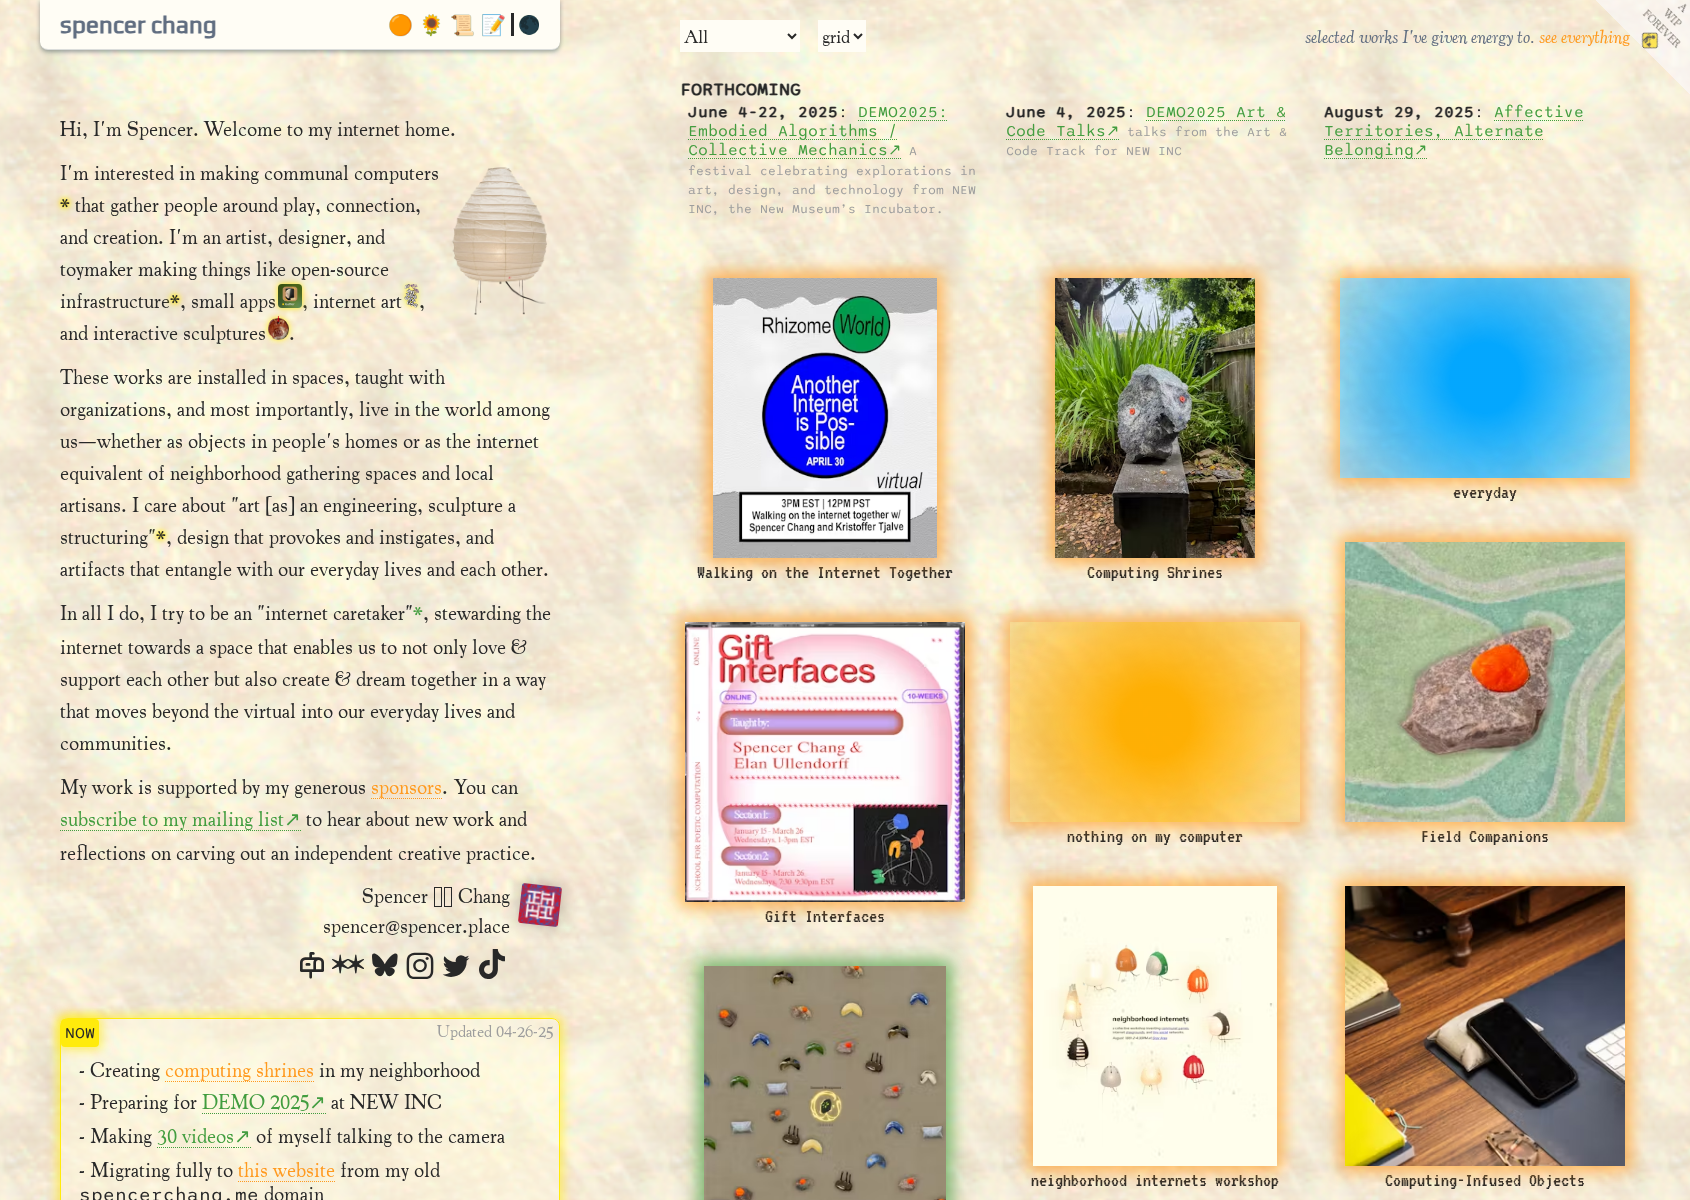 spencer chang
Hi, I'm Spencer. Welcome to my internet home.
I'm interested in making communal computers
* that gather people around play, connection,
and creation. I'm an artist, designer, and
toymaker making things like open-source
infrastructure*, small apps, internet art,
and interactive sculptures.
These works are installed in spaces, taught with
organizations, and most importantly, live in the world among
us—whether as objects in people's homes or as the internet
equivalent of neighborhood gathering spaces and local
artisans. I care about "art [as] an engineering, sculpture a
structuring"*, design that provokes and instigates, and
artifacts that entangle with our everyday lives and each other.
In all I do, I try to be an "internet caretaker"*, stewarding the
internet towards a space that enables us to not only love &
support each other but also create & dream together in a way
that moves beyond the virtual into our everyday lives and
communities.
My work is supported by my generous sponsors. You can
subscribe to my mailing list↗ to hear about new work and
reflections on carving out an independent creative practice.
Spencer Chang
spencer@spencer.place
NOW
Updated 04-26-25
- Creating computing shrines in my neighborhood
- Preparing for DEMO 2025↗ at NEW INC
- Making 30 videos↗ of myself talking to the camera
- Migrating fully to this website from my old
spencerchang.me domain
All
grid
selected works I've given energy to. see everything
A
WIP
FOREVER
FORTHCOMING
June 4-22, 2025: DEMO2025:
Embodied Algorithms /
Collective Mechanics↗ A
festival celebrating explorations in
art, design, and technology from NEW
INC, the New Museum's Incubator.
June 4, 2025: DEMO2025 Art &
Code Talks↗ talks from the Art &
Code Track for NEW INC
August 29, 2025: Affective
Territories, Alternate
Belonging↗
Rhizome World
Another
Internet
is Pos-
sible
APRIL 30
virtual
3PM EST | 12PM PST
Walking on the internet together w/
Spencer Chang and Kristoffer Tjalve
Walking on the Internet Together
Computing Shrines
everyday
Gift
Interfaces
ONLINE
ONLINE
10-WEEKS
Taught by:
Spencer Chang &
Elan Ullendorff
Section 1:
January 15 - March 26
Wednesdays, 1-3pm EST
Section 2:
January 15 - March 26
Wednesdays, 7:30-9:30pm EST
SCHOOL FOR POETIC COMPUTATION
Gift Interfaces
nothing on my computer
Field Companions
neighborhood internets
neighborhood internets workshop
Computing-Infused Objects